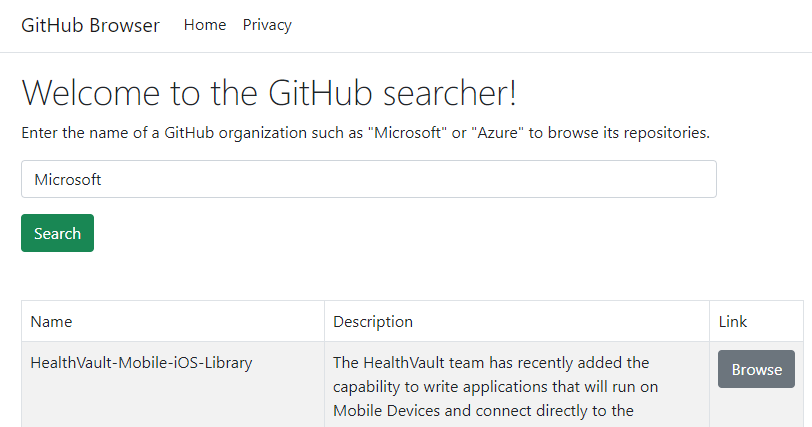 GitHub Browser Home Privacy
Welcome to the GitHub searcher!
Enter the name of a GitHub organization such as "Microsoft" or "Azure" to browse its repositories.
Microsoft
Search
Name Description Link
HealthVault-Mobile-iOS-Library The HealthVault team has recently added the Browse
capability to write applications that will run on
Mobile Devices and connect directly to the